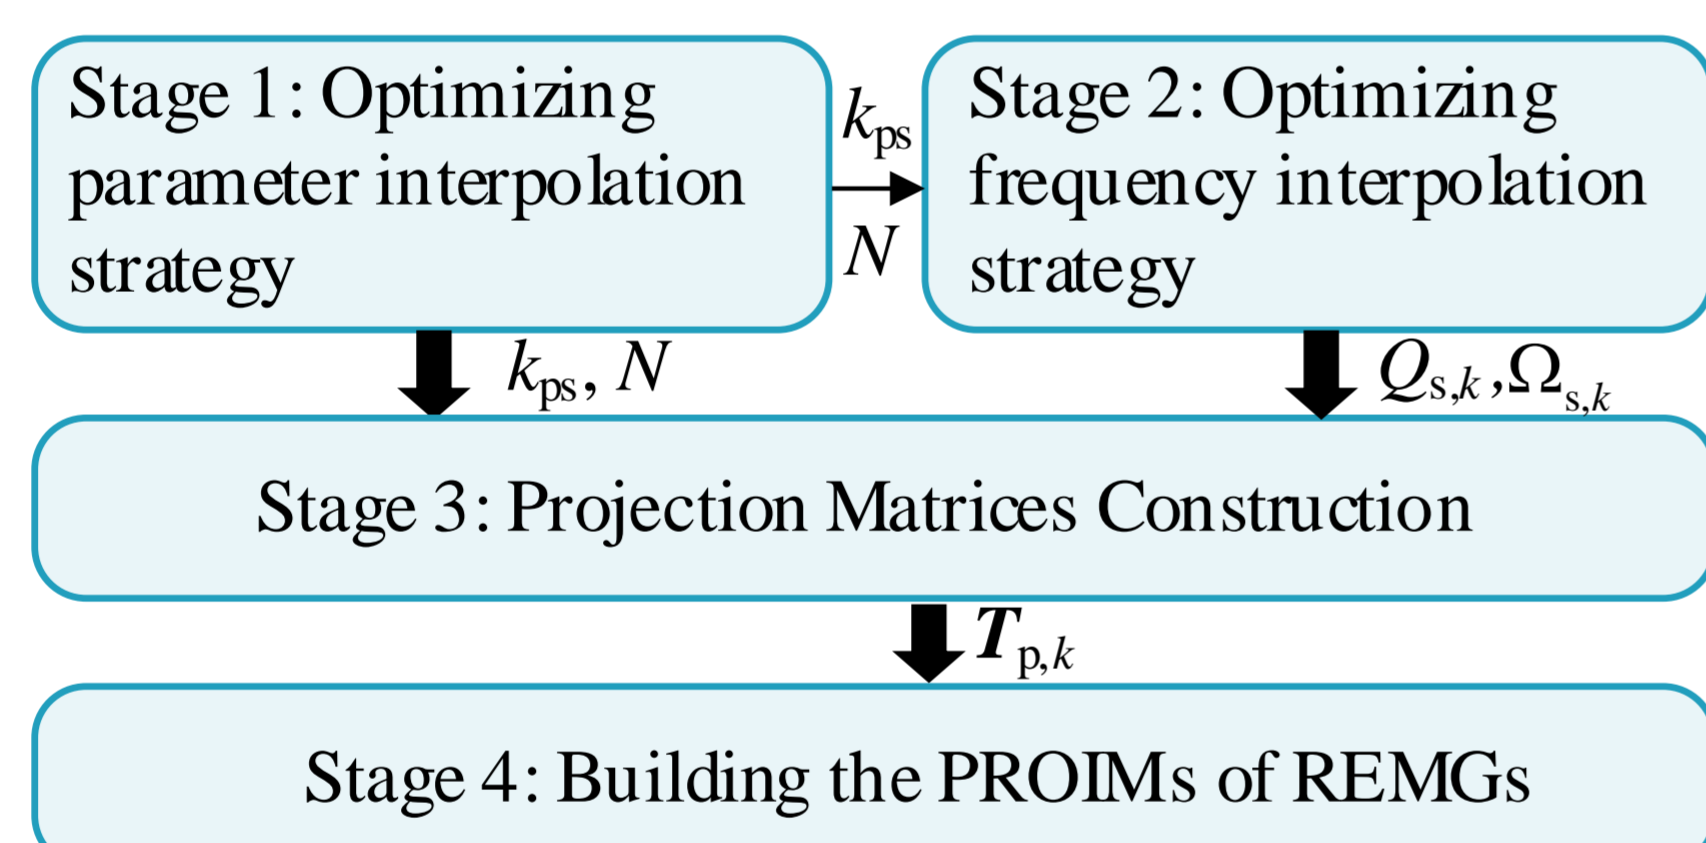 Stage 1: Optimizing
parameter interpolation
strategy
k_ps
N
Stage 2: Optimizing
frequency interpolation
strategy
k_ps, N
Q_s,k, Ω_s,k
Stage 3: Projection Matrices Construction
T_p,k
Stage 4: Building the PROIMs of REMGs